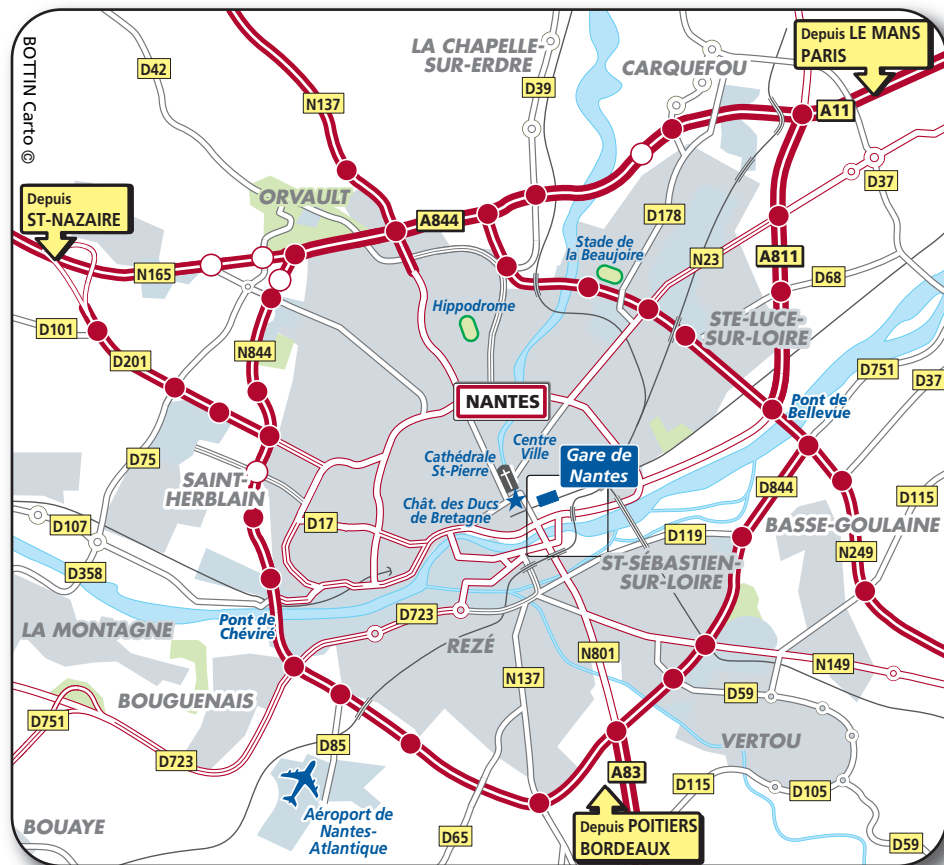 BOTTIN Carto ©
LA CHAPELLE-
SUR-ERDRE
CARQUEFOU
Depuis LE MANS
PARIS
D42
D39
N137
A11
D37
ORVAULT
Depuis
ST-NAZAIRE
A844
D178
Stade de
la Beaujoire
N23
A811
N165
D68
Hippodrome
D101
N844
D201
STE-LUCE-
SUR-LOIRE
D751
D37
NANTES
Pont de
Bellevue
Centre
Ville
Cathédrale
St-Pierre
Gare de
Nantes
D75
SAINT-
HERBLAIN
Chât. des Ducs
de Bretagne
D844
D115
D107
D17
D119
BASSE-GOULAINE
N249
D358
ST-SÉBASTIEN-
SUR-LOIRE
D723
LA MONTAGNE
Pont de
Chéviré
REZÉ
N801
N149
N137
BOUGUENAIS
D59
D751
D723
D85
VERTOU
A83
D115
D105
Aéroport de
Nantes-
Atlantique
BOUAYE
D65
Depuis POITIERS
BORDEAUX
D59